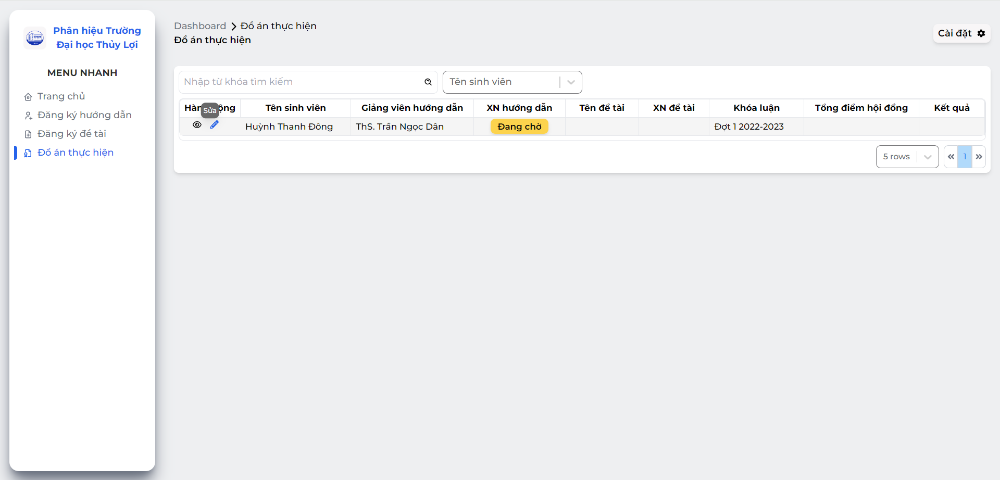 Phân hiệu Trường
Đại học Thủy Lợi
MENU NHANH
Trang chủ
Đăng ký hướng dẫn
Đăng ký đề tài
Đồ án thực hiện
Dashboard Đồ án thực hiện
Đồ án thực hiện
Cài đặt
Nhập từ khóa tìm kiếm Tên sinh viên
Sửa
Tên sinh viên Giảng viên hướng dẫn XN hướng dẫn Tên đề tài XN đề tài Khóa luận Tổng điểm hội đồng Kết quả
Huỳnh Thanh Đông ThS. Trần Ngọc Dân Đang chờ Đợt 1 2022-2023
5 rows « 1 »